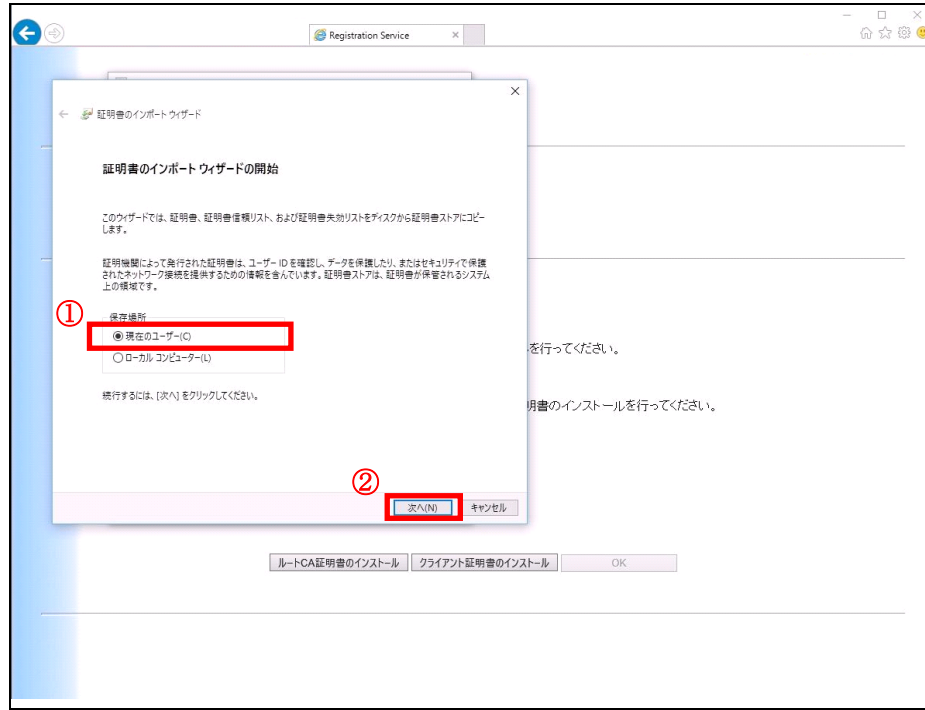 Registration Service
証明書のインポート ウィザード
証明書のインポート ウィザードの開始
このウィザードでは、証明書、証明書信頼リスト、および証明書失効リストをディスクから証明書ストアにコピー
します。
証明機関によって発行された証明書は、ユーザー ID を確認し、データを保護したり、またはセキュリティで保護
されたネットワーク接続を提供するための情報を含んでいます。証明書ストアは、証明書が保管されるシステム
上の領域です。
①
保存場所
現在のユーザー(C)
ローカル コンピューター(L)
を行ってください。
続行するには、[次へ] をクリックしてください。
明書のインストールを行ってください。
②
次へ(N)
キャンセル
ルートCA証明書のインストール
クライアント証明書のインストール
OK